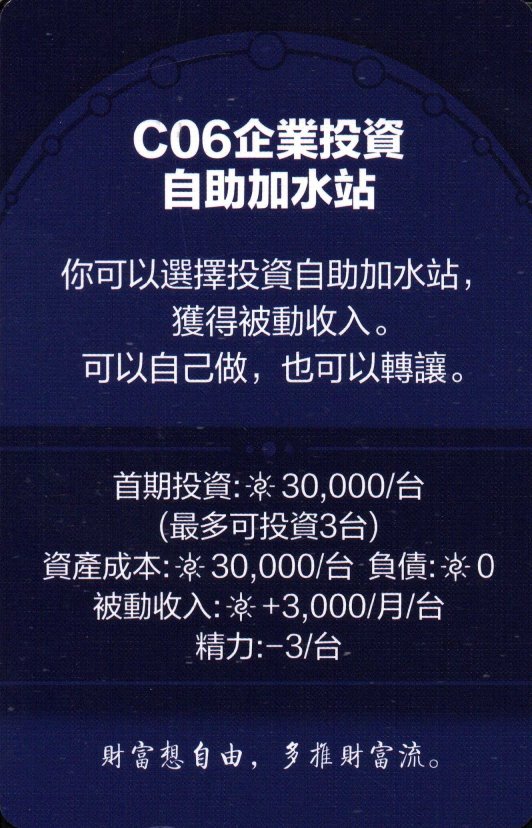 C06企業投資
自助加水站
你可以選擇投資自助加水站，
獲得被動收入。
可以自己做，也可以轉讓。
首期投資:30,000/台
(最多可投資3台)
資產成本:30,000/台 負債:0
被動收入:+3,000/月/台
精力:-3/台
財富想自由，多推財富流。